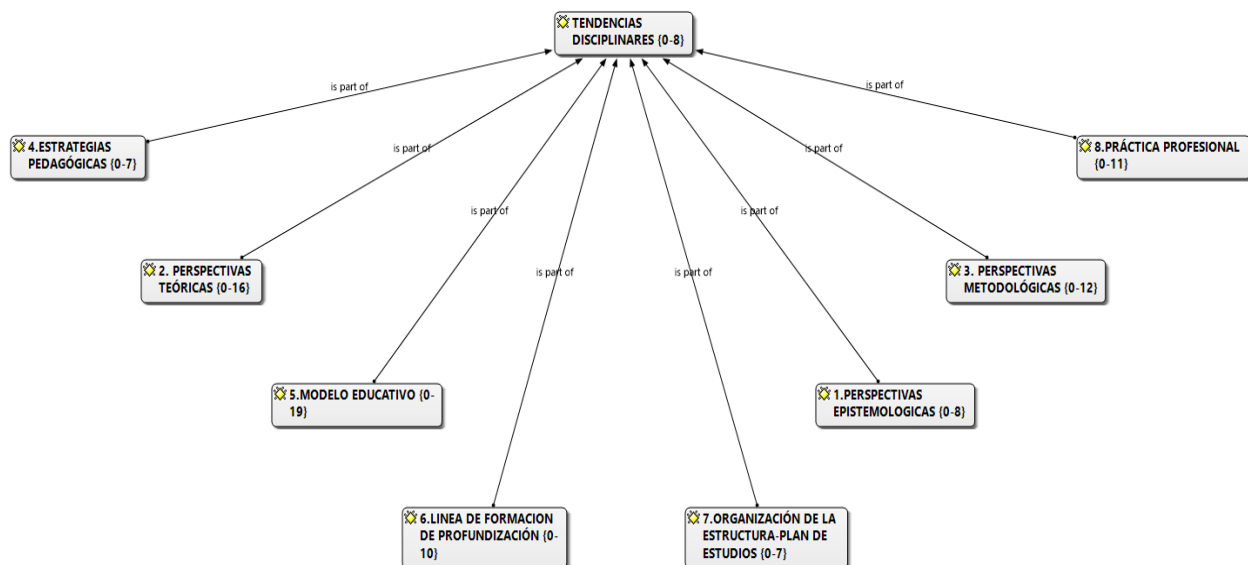 TENDENCIAS
DISCIPLINARES {0-8}
is part of
is part of
4.ESTRATEGIAS
PEDAGÓGICAS {0-7}
8.PRÁCTICA PROFESIONAL
{0-11}
is part of
is part of
is part of
is part of
2. PERSPECTIVAS
TEÓRICAS {0-16}
3. PERSPECTIVAS
METODOLÓGICAS {0-12}
is part of
is part of
5.MODELO EDUCATIVO {0-
19}
1.PERSPECTIVAS
EPISTEMOLOGICAS {0-8}
6.LINEA DE FORMACION
DE PROFUNDIZACIÓN {0-
10}
7.ORGANIZACIÓN DE LA
ESTRUCTURA-PLAN DE
ESTUDIOS {0-7}